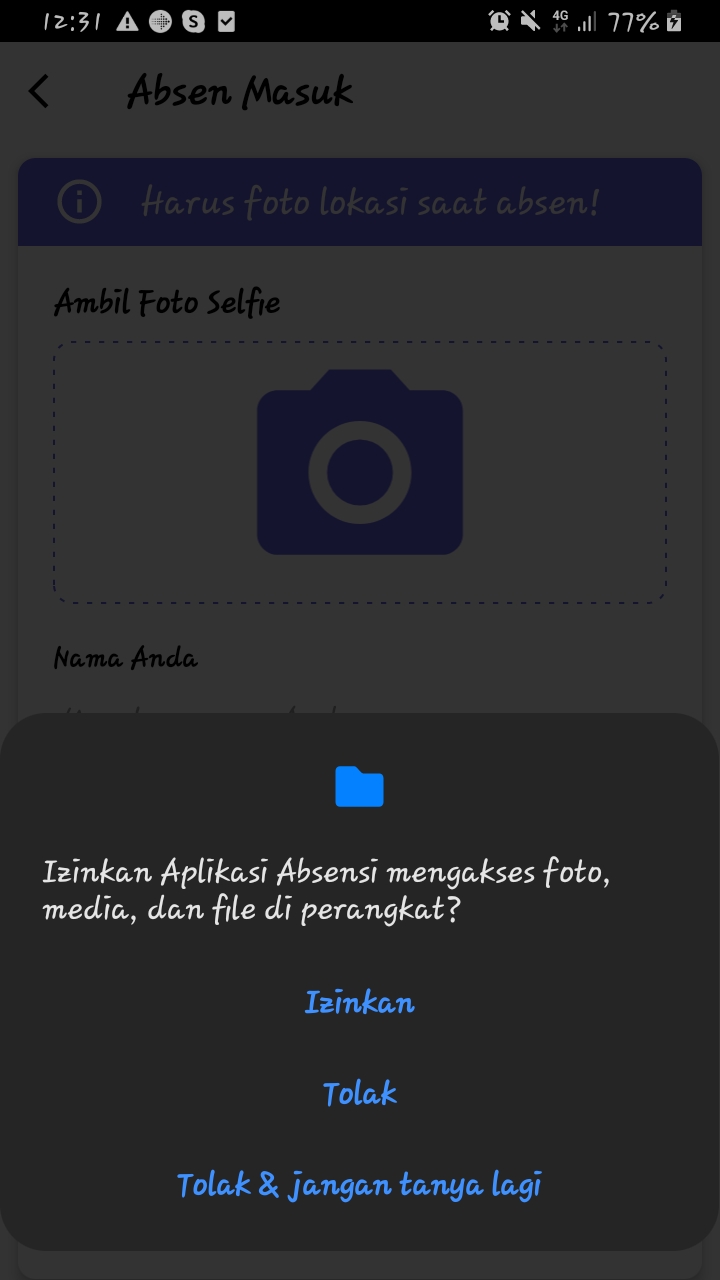 12:31
4G
77%
Absen Masuk
Harus foto lokasi saat absen!
Ambil Foto Selfie
Nama Anda
Izinkan Aplikasi Absensi mengakses foto,
media, dan file di perangkat?
Izinkan
Tolak
Tolak & jangan tanya lagi